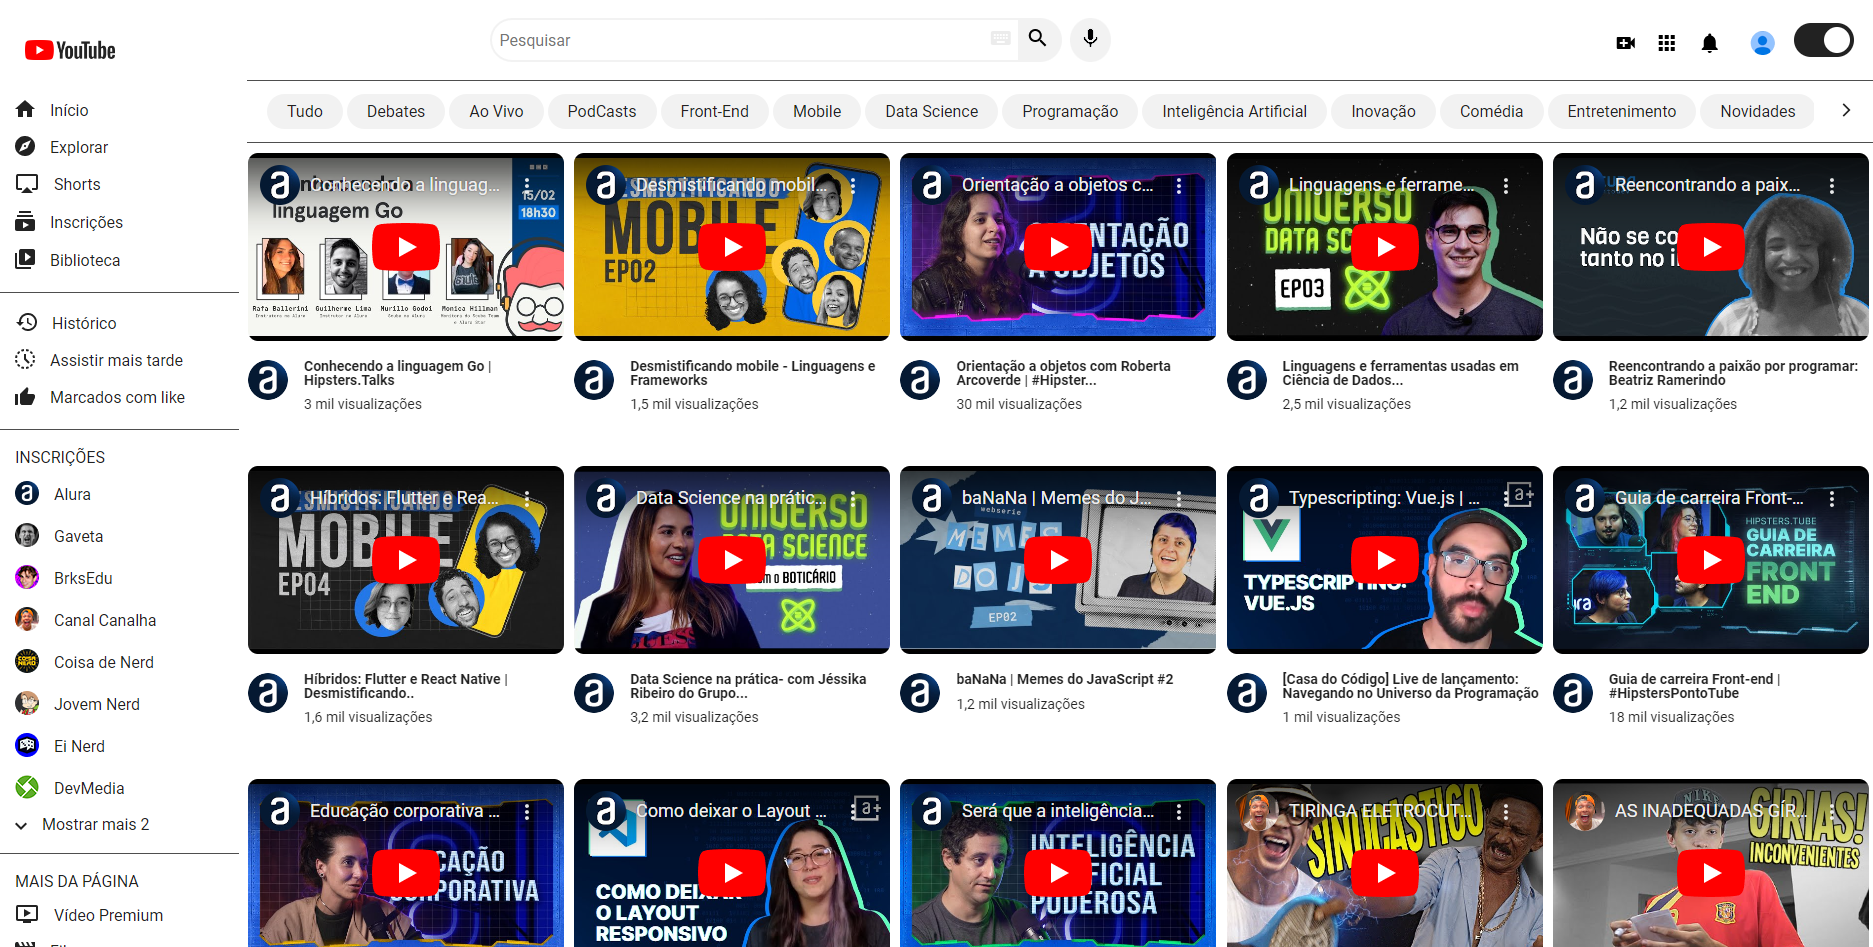 YouTube
Pesquisar
Início
Explorar
Shorts
Inscrições
Biblioteca
Histórico
Assistir mais tarde
Marcados com like
INSCRIÇÕES
Alura
Gaveta
BrksEdu
Canal Canalha
Coisa de Nerd
Jovem Nerd
Ei Nerd
DevMedia
Mostrar mais 2
MAIS DA PÁGINA
Vídeo Premium
Tudo
Debates
Ao Vivo
PodCasts
Front-End
Mobile
Data Science
Programação
Inteligência Artificial
Inovação
Comédia
Entretenimento
Novidades
Conhecendo a linguag...
linguagem Go
15/02
18h30
Rafa Ballerini
Guilherme Lima
Murillo Godoi
Monica Hillman
Conhecendo a linguagem Go |
Hipsters.Talks
3 mil visualizações
Desmistificando mobil...
MOBILE
EP02
Desmistificando mobile - Linguagens e
Frameworks
1,5 mil visualizações
Orientação a objetos c...
A OBJETOS
Orientação a objetos com Roberta
Arcoverde | #Hipster...
30 mil visualizações
Linguagens e ferrame...
UNIVERSO
DATA SC
EP03
Linguagens e ferramentas usadas em
Ciência de Dados...
2,5 mil visualizações
Reencontrando a paix...
Não se co
tanto no i
Reencontrando a paixão por programar:
Beatriz Ramerindo
1,2 mil visualizações
Híbridos: Flutter e Rea...
MOBILE
EP04
Híbridos: Flutter e React Native |
Desmistificando..
1,6 mil visualizações
Data Science na prátic...
UNIVERSO
DATA SCIENCE
COM O BOTICÁRIO
Data Science na prática- com Jéssika
Ribeiro do Grupo...
3,2 mil visualizações
baNaNa | Memes do J...
webserie
MEMES
DO JS
EP02
baNaNa | Memes do JavaScript #2
1,2 mil visualizações
Typescripting: Vue.js | ...
a+
TYPESCRIPTING:
VUE.JS
[Casa do Código] Live de lançamento:
Navegando no Universo da Programação
1 mil visualizações
Guia de carreira Front-...
HIPSTERS.TUBE
GUIA DE
CARREIRA
FRONT
END
Guia de carreira Front-end |
#HipstersPontoTube
18 mil visualizações
Educação corporativa ...
CAÇÃO
CORPORATIVA
Como deixar o Layout ...
a+
COMO DEIXAR
O LAYOUT
RESPONSIVO
Será que a inteligência...
INTELIGÊNCIA
FICIAL
PODEROSA
TIRINGA ELETROCUT...
SINUCASTICO
AS INADEQUADAS GÍR...
GÍRIAS!
INCONVENIENTES